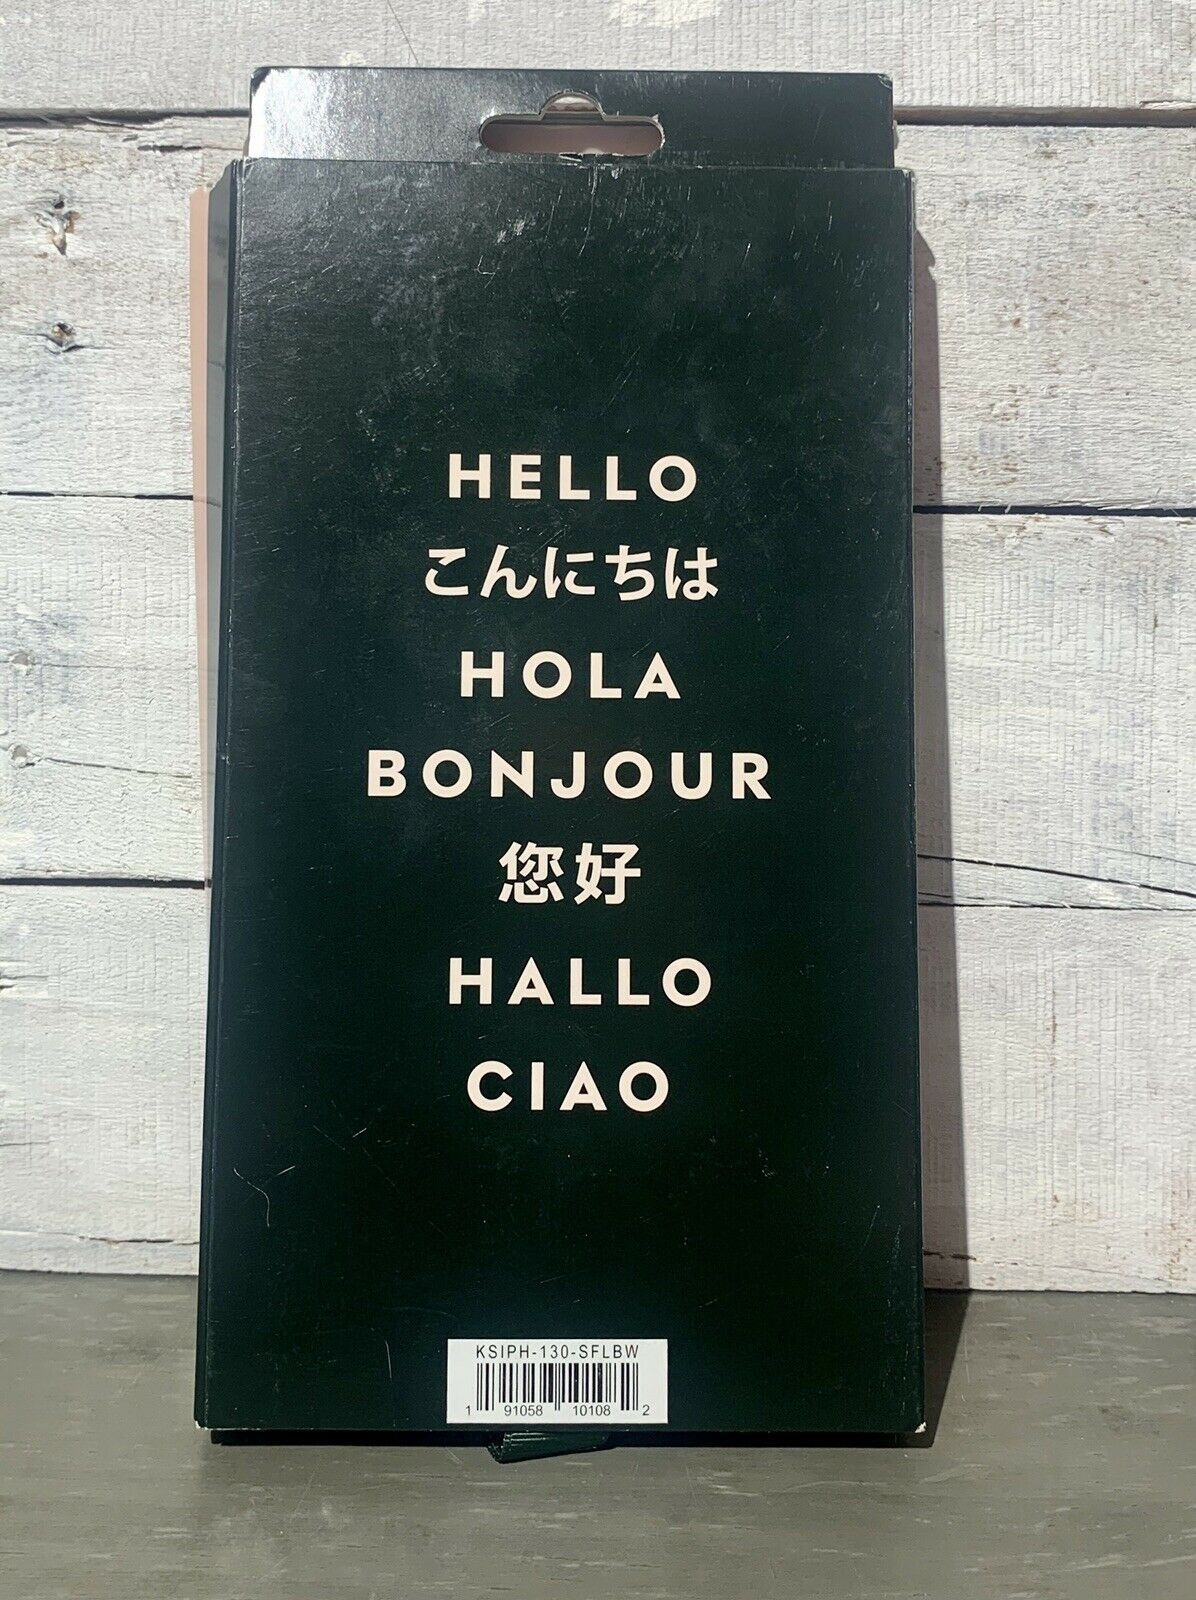 HELLO
こんにちは
HOLA
BONJOUR
您好
HALLO
CIAO
KSIPH-130-SFLBW
1 91058 10108 2